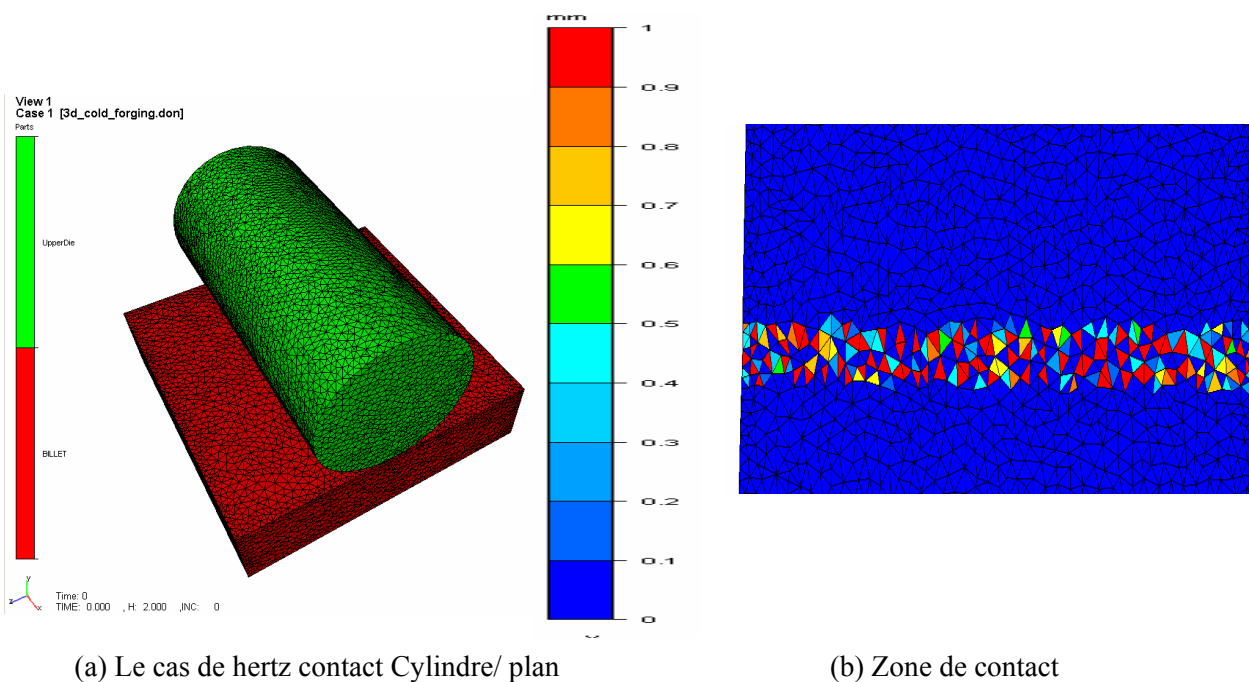 View 1
Case 1 [3d_cold_forging.don]
Parts
UpperDie
BILLET
y
z
x
Time: 0
TIME: 0.000 , H: 2.000 ,INC: 0
mm
1
0.9
0.8
0.7
0.6
0.5
0.4
0.3
0.2
0.1
0
(a) Le cas de hertz contact Cylindre/ plan
(b) Zone de contact